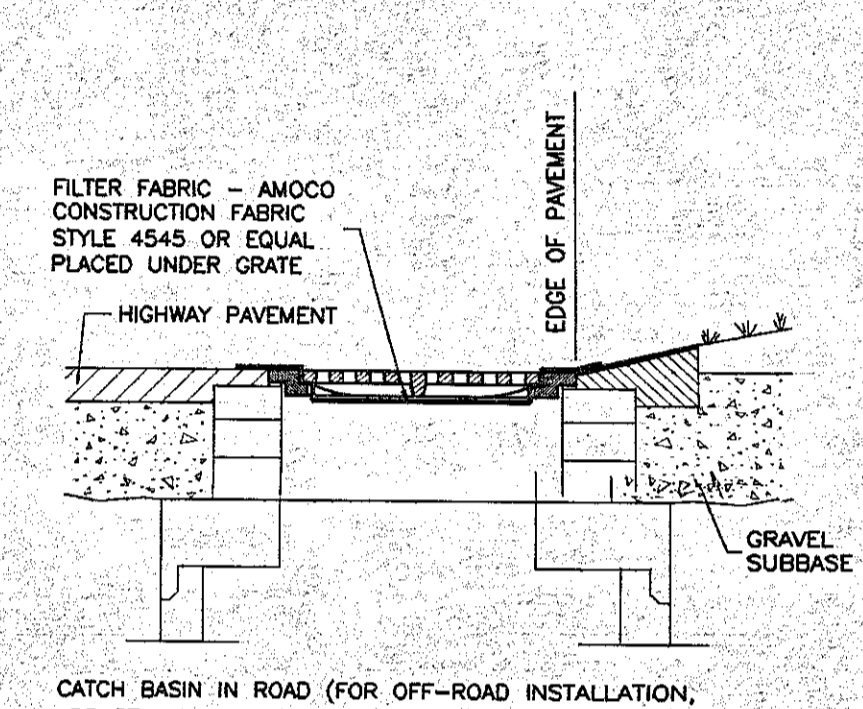 FILTER FABRIC - AMOCO
CONSTRUCTION FABRIC
STYLE 4545 OR EQUAL
PLACED UNDER GRATE
HIGHWAY PAVEMENT
EDGE OF PAVEMENT
GRAVEL
SUBBASE
CATCH BASIN IN ROAD (FOR OFF-ROAD INSTALLATION,